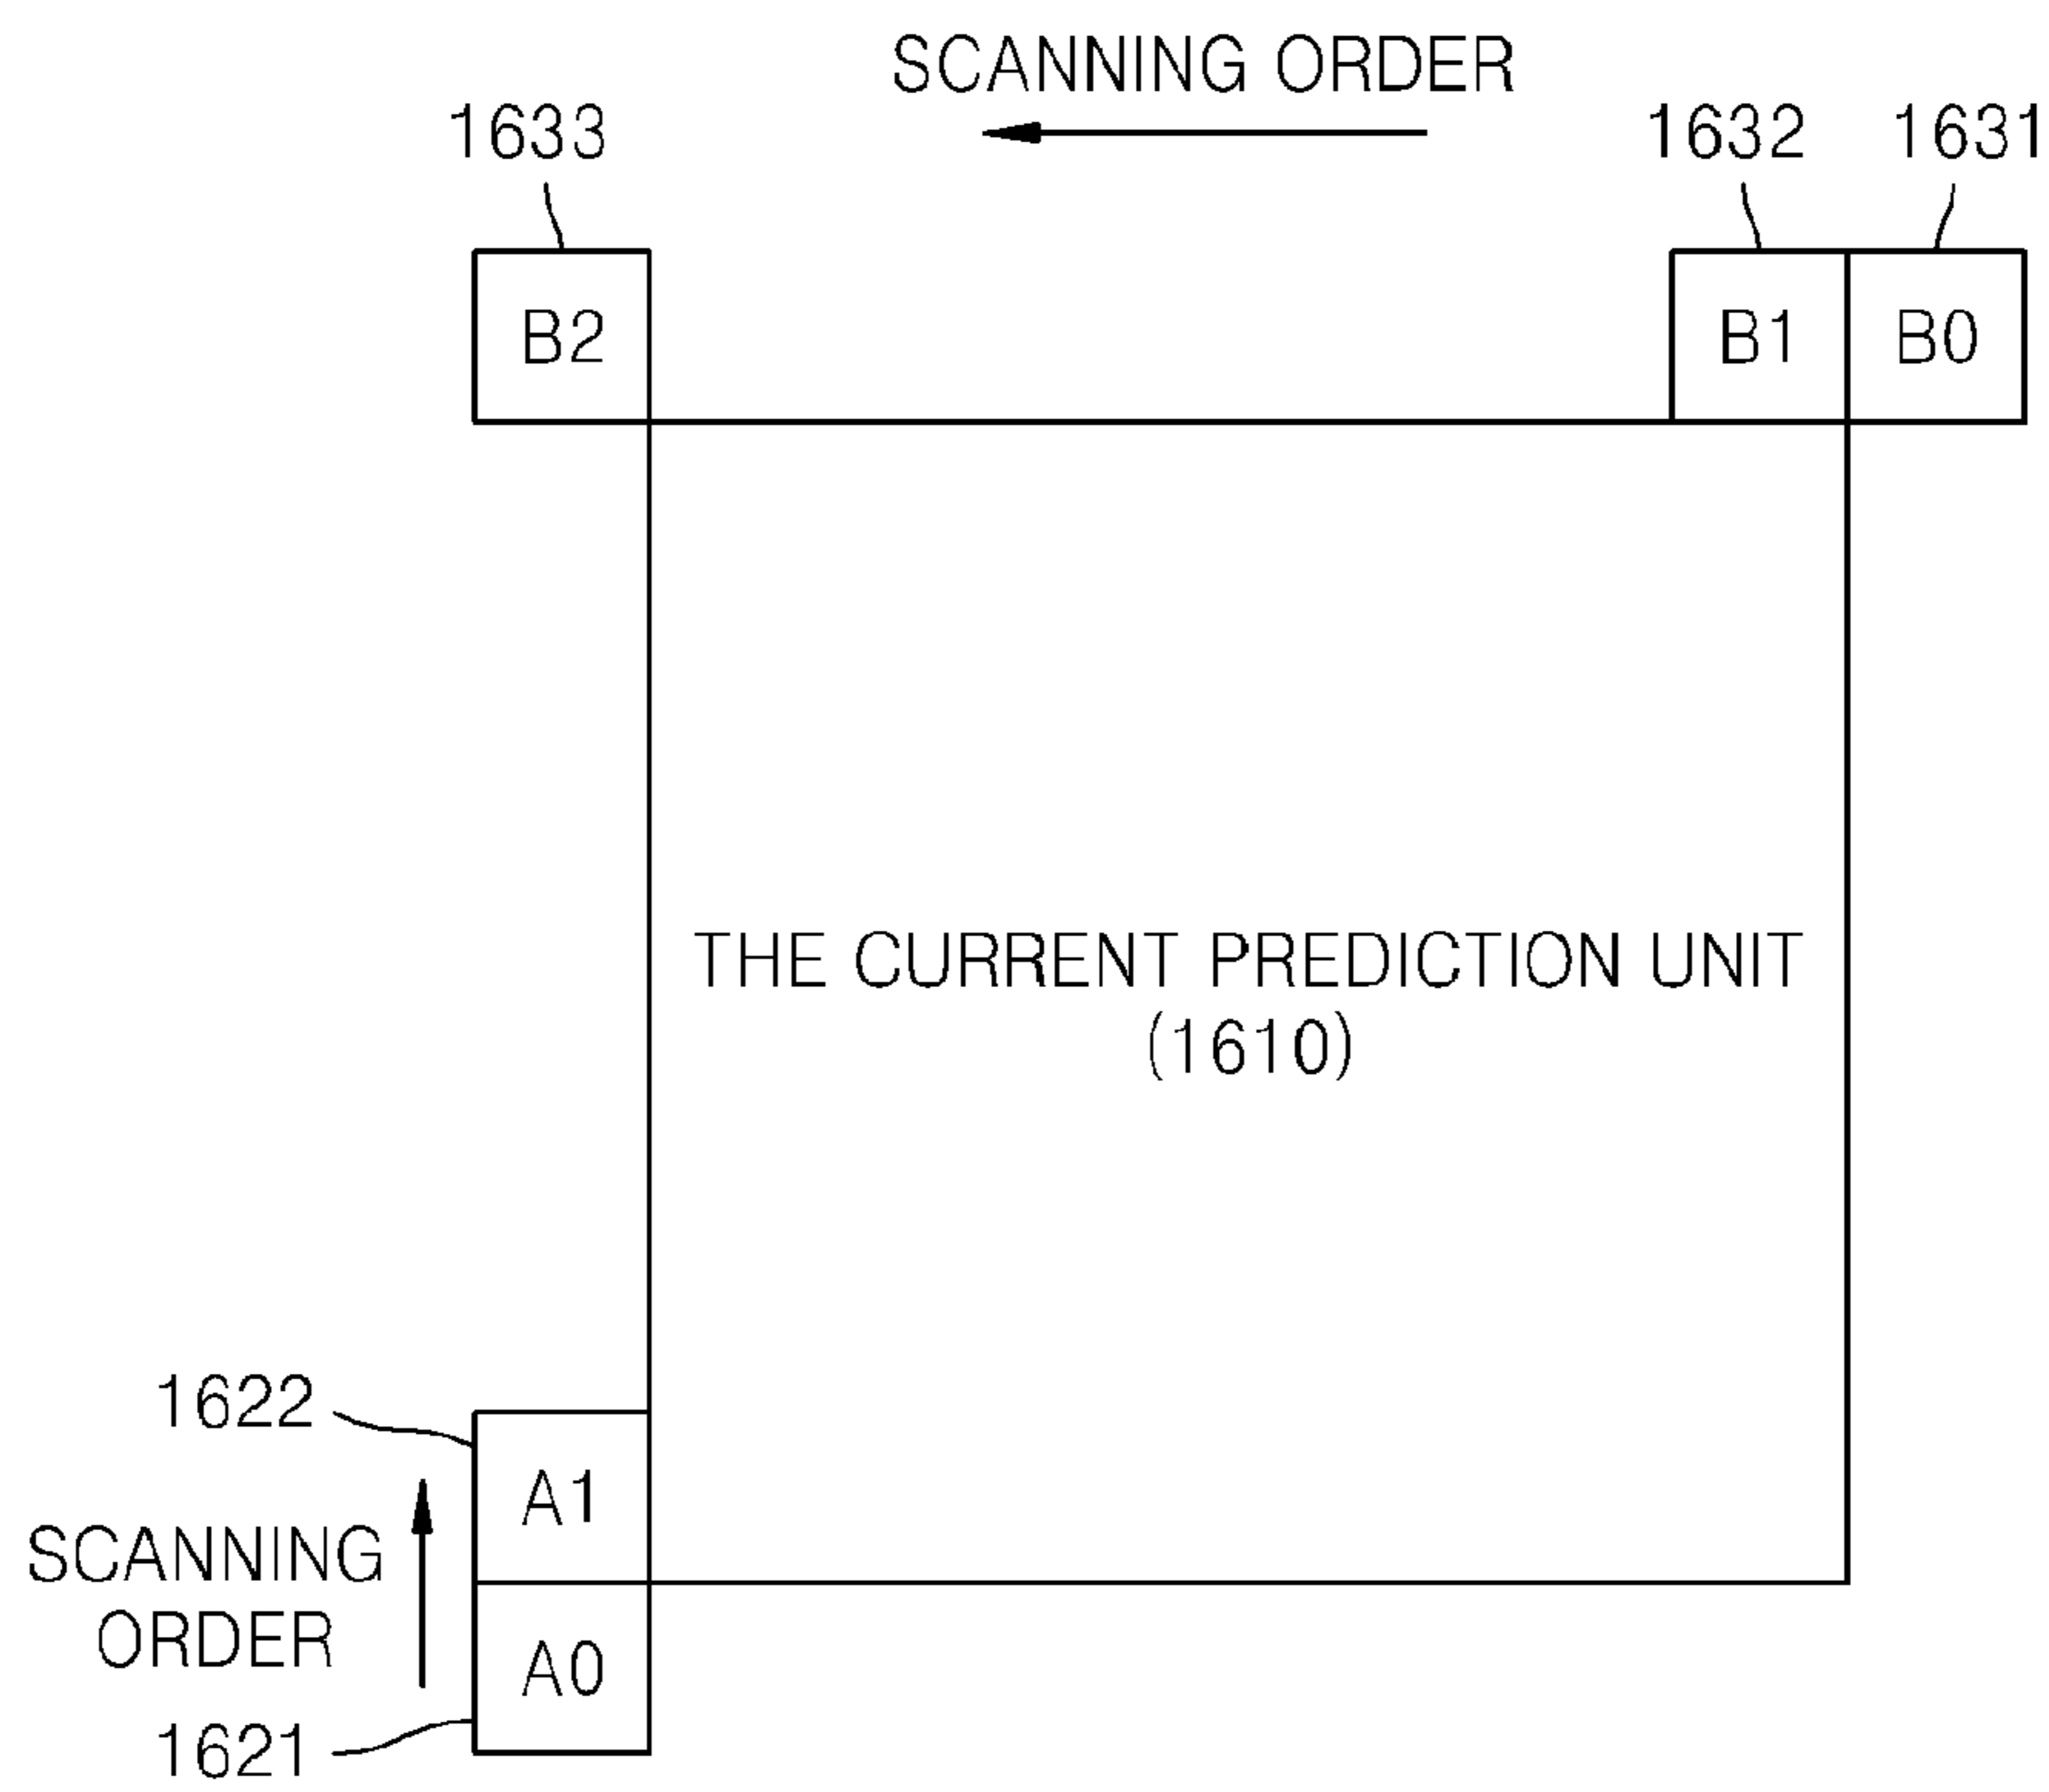 SCANNING ORDER
1633
1632
1631
B2
B1
B0
THE CURRENT PREDICTION UNIT
(1610)
1622
A1
SCANNING
ORDER
A0
1621